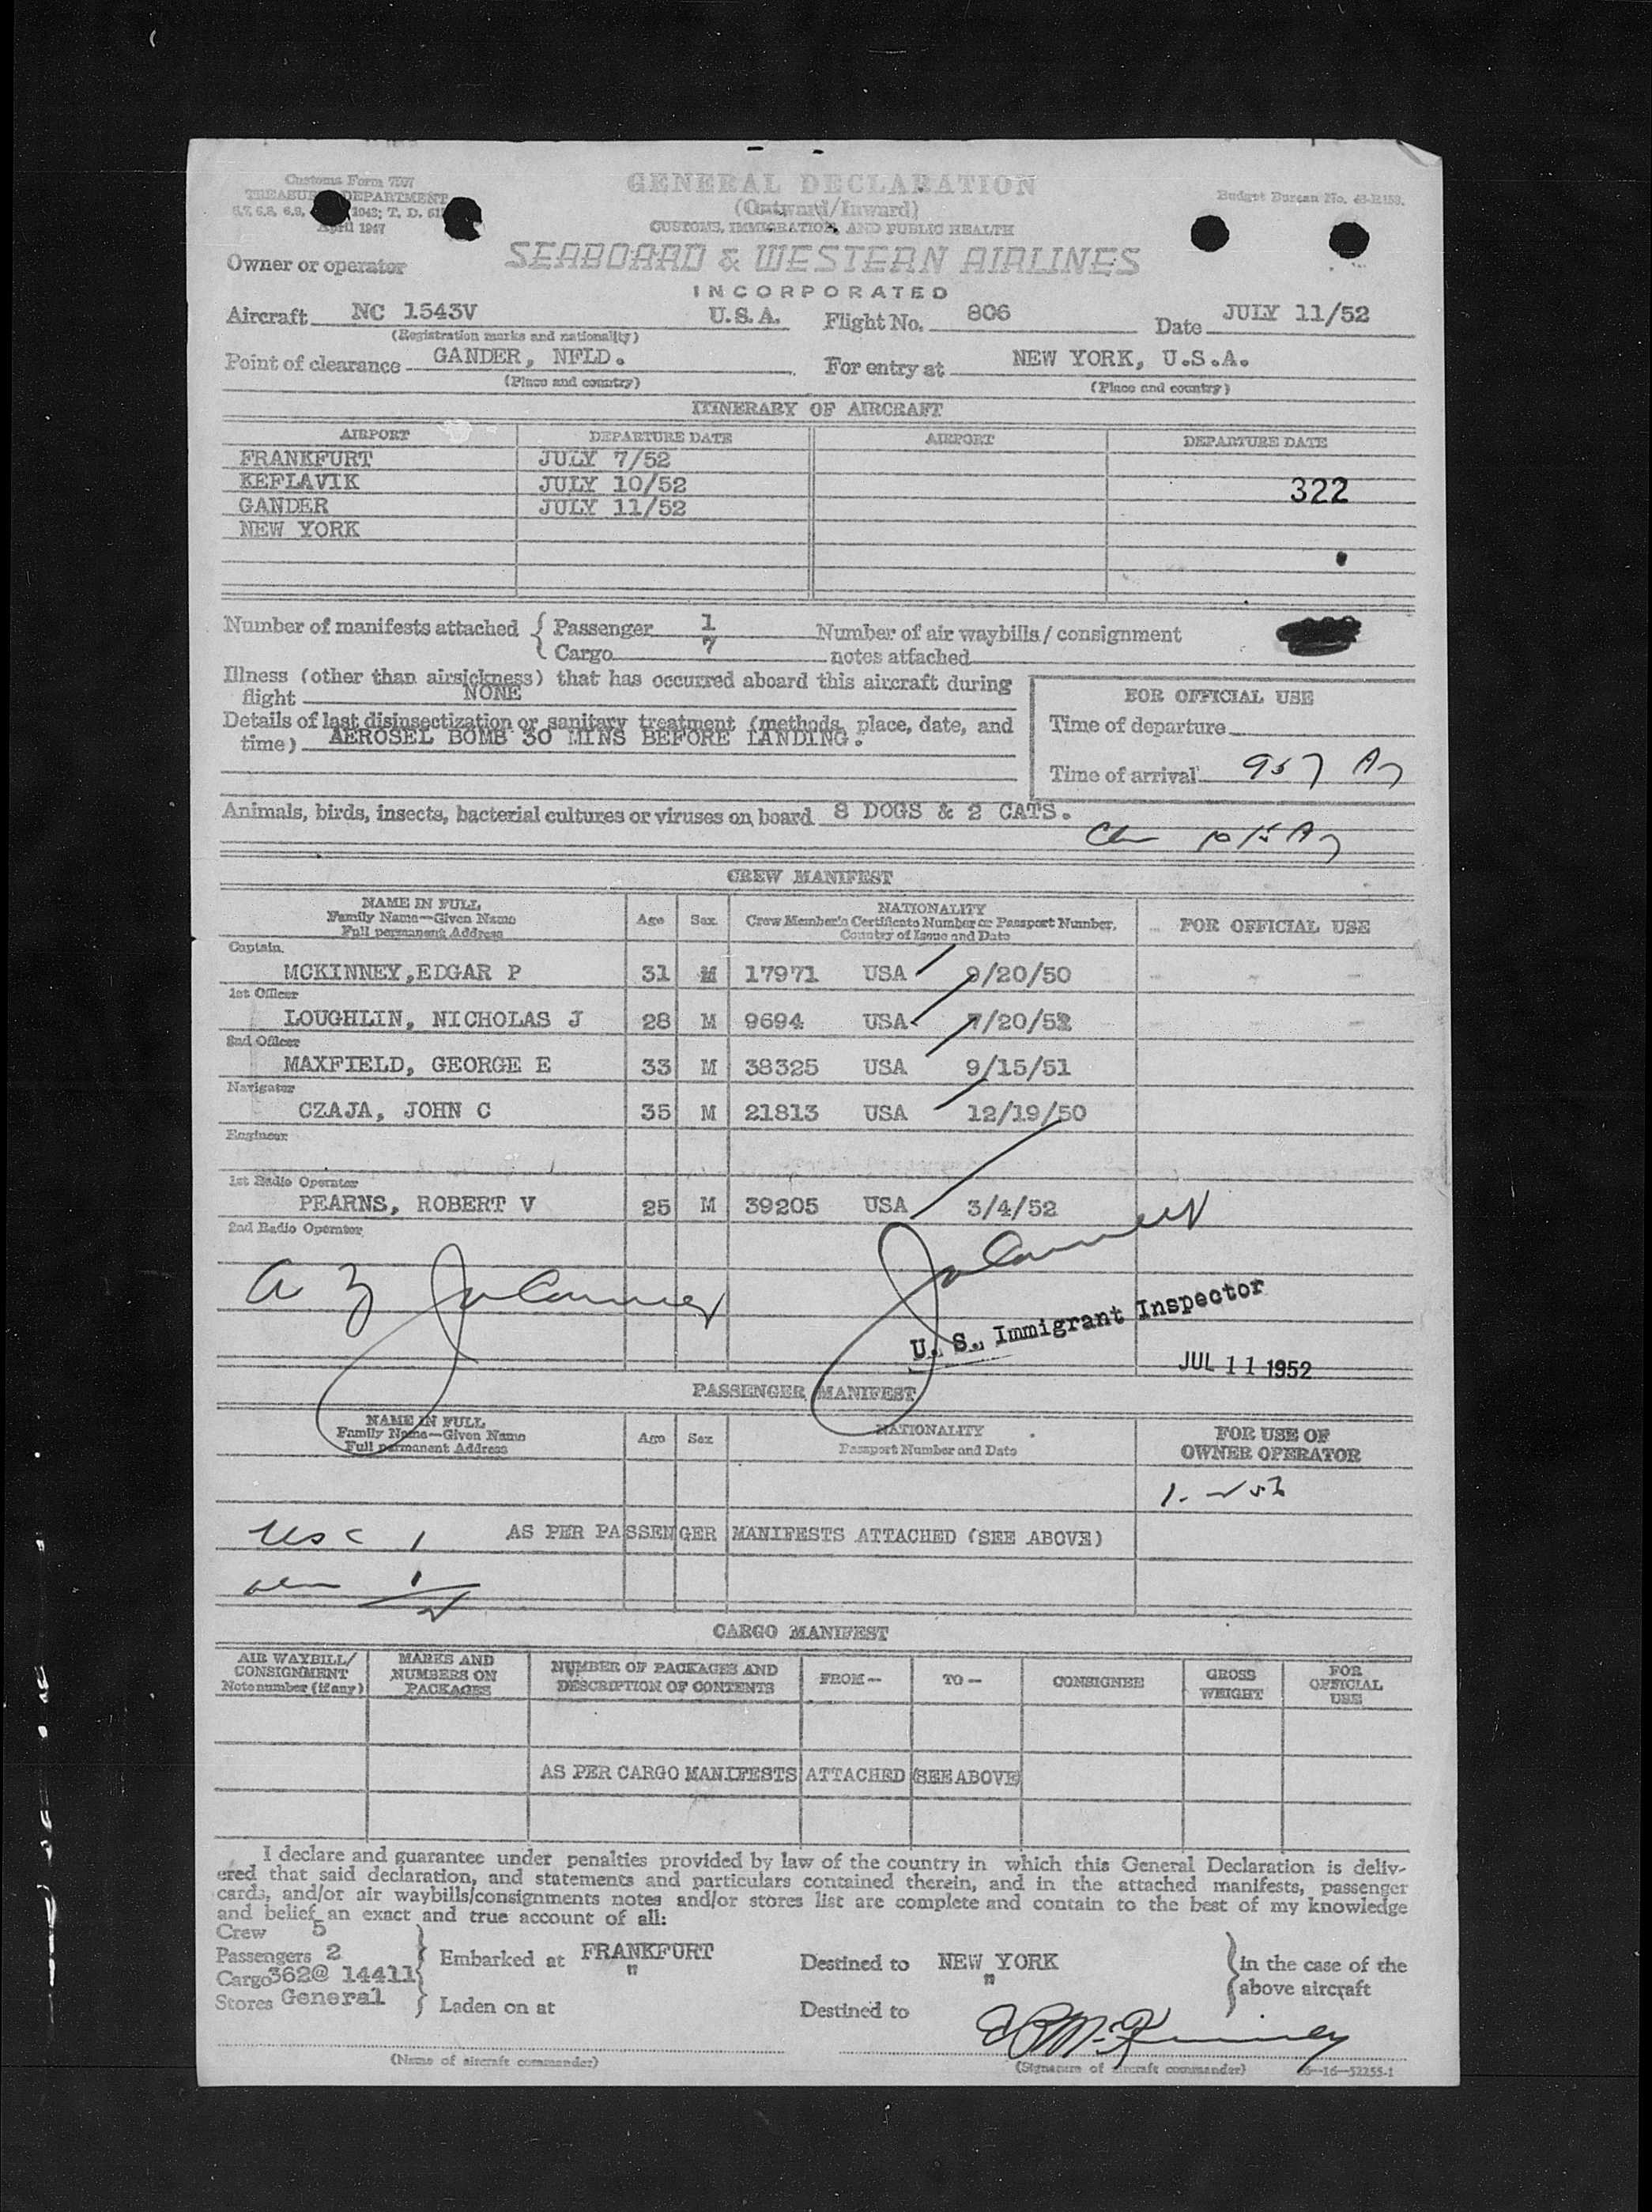 Customs Form 7507
TREASURY DEPARTMENT
April 1947
GENERAL DECLARATION
(Outward/Inward)
CUSTOMS, IMMIGRATION, AND PUBLIC HEALTH
Budget Bureau No.
Owner or operator
SEABOARD & WESTERN AIRLINES
INCORPORATED
Aircraft NC 1543V U.S.A. Flight No. 806 Date JULY 11/52
(Registration marks and nationality)
Point of clearance GANDER, NFLD. For entry at NEW YORK, U.S.A.
(Place and country) (Place and country)
ITINERARY OF AIRCRAFT
AIRPORT DEPARTURE DATE AIRPORT DEPARTURE DATE
FRANKFURT JULY 7/52
KEFLAVIK JULY 10/52 322
GANDER JULY 11/52
NEW YORK
Number of manifests attached { Passenger 1 Number of air waybills / consignment
Cargo 7 notes attached
Illness (other than airsickness) that has occurred aboard this aircraft during
flight NONE
Details of last disinsectization or sanitary treatment (methods, place, date, and
time) AEROSEL BOMB 30 MINS BEFORE LANDING.
FOR OFFICIAL USE
Time of departure
Time of arrival 957 A
Animals, birds, insects, bacterial cultures or viruses on board 8 DOGS & 2 CATS.
CREW MANIFEST
NAME IN FULL
Family Name—Given Name
Full permanent Address
Age Sex
NATIONALITY
Crew Member's Certificate Number or Passport Number,
Country of Issue and Date
FOR OFFICIAL USE
Captain
MCKINNEY,EDGAR P 31 M 17971 USA 9/20/50
1st Officer
LOUGHLIN, NICHOLAS J 28 M 9694 USA 7/20/52
2nd Officer
MAXFIELD, GEORGE E 33 M 38325 USA 9/15/51
Navigator
CZAJA, JOHN C 35 M 21813 USA 12/19/50
Engineer
1st Radio Operator
PEARNS, ROBERT V 25 M 39205 USA 3/4/52
2nd Radio Operator
U. S. Immigrant Inspector
JUL 11 1952
PASSENGER MANIFEST
NAME IN FULL
Family Name—Given Name
Full permanent Address
Age Sex
NATIONALITY
Passport Number and Date
FOR USE OF
OWNER OPERATOR
USC 1 AS PER PASSENGER MANIFESTS ATTACHED (SEE ABOVE)
CARGO MANIFEST
AIR WAYBILL/
CONSIGNMENT
Note number (if any)
MARKS AND
NUMBERS ON
PACKAGES
NUMBER OF PACKAGES AND
DESCRIPTION OF CONTENTS
FROM—
TO—
CONSIGNEE
GROSS
WEIGHT
FOR
OFFICIAL
USE
AS PER CARGO MANIFESTS ATTACHED (SEE ABOVE)
I declare and guarantee under penalties provided by law of the country in which this General Declaration is deliv-
ered that said declaration, and statements and particulars contained therein, and in the attached manifests, passenger
cards, and/or air waybills/consignments notes and/or stores list are complete and contain to the best of my knowledge
and belief an exact and true account of all:
Crew 5
Passengers 2 Embarked at FRANKFURT Destined to NEW YORK In the case of the
Cargo 362@ 14411 " " above aircraft
Stores General Laden on at Destined to
(Name of aircraft commander) (Signature of aircraft commander) 16—52255-1